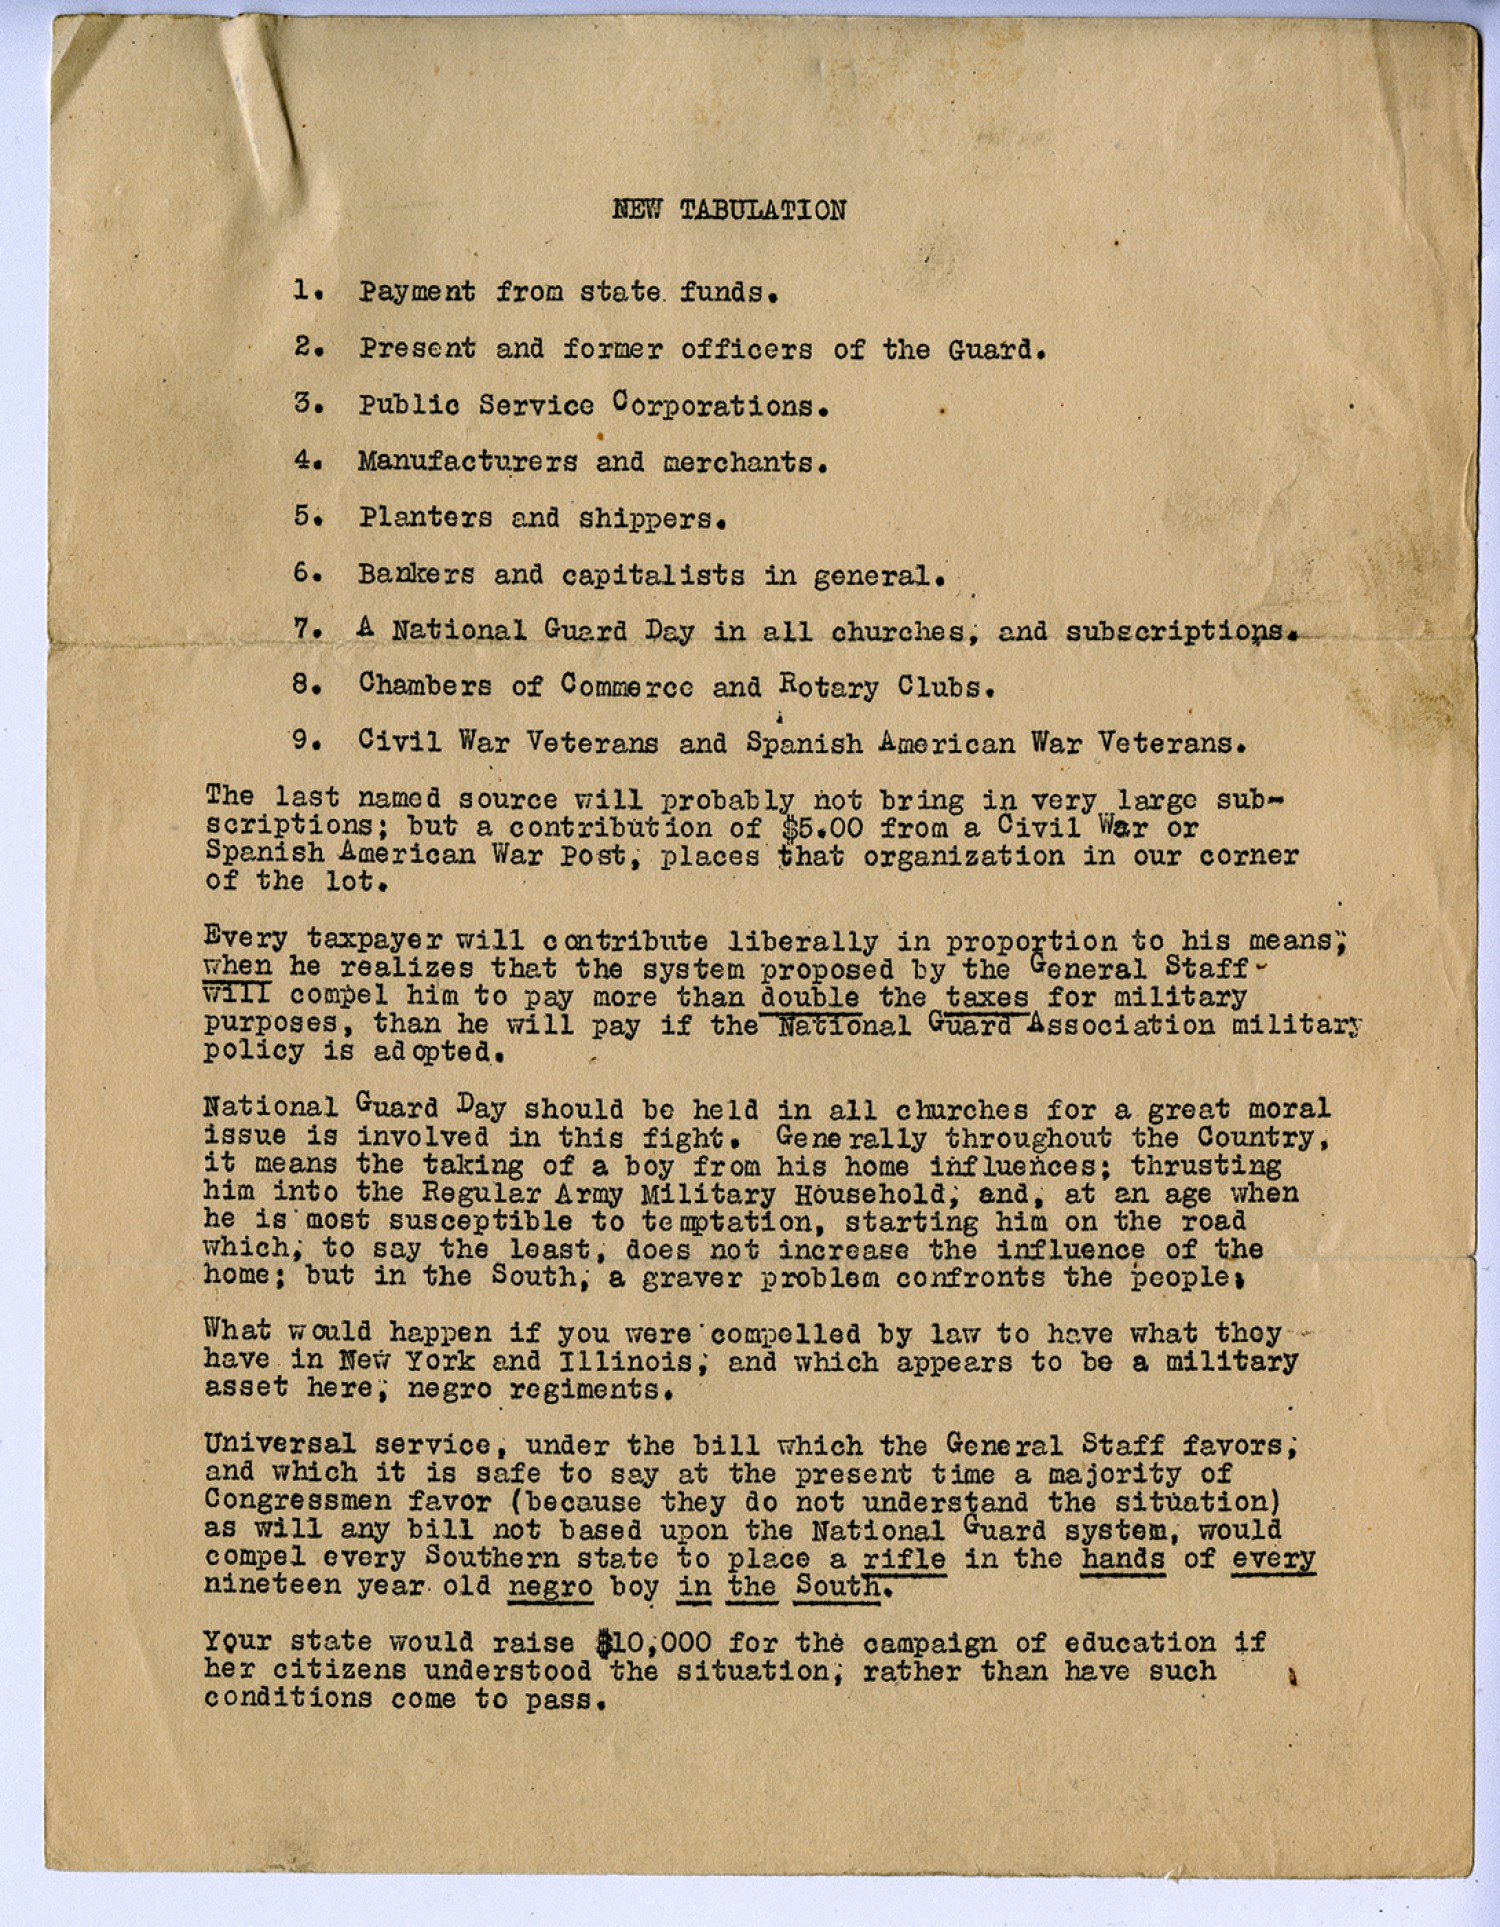 NEW TABULATION
1. Payment from state funds.
2. Present and former officers of the Guard.
3. Public Service Corporations.
4. Manufacturers and merchants.
5. Planters and shippers.
6. Bankers and capitalists in general.
7. A National Guard Day in all churches, and subscriptions.
8. Chambers of Commerce and Rotary Clubs.
9. Civil War Veterans and Spanish American War Veterans.
The last named source will probably not bring in very large sub-
scriptions; but a contribution of $5.00 from a Civil War or
Spanish American War Post, places that organization in our corner
of the lot.
Every taxpayer will contribute liberally in proportion to his means,
when he realizes that the system proposed by the General Staff
will compel him to pay more than double the taxes for military
purposes, than he will pay if the National Guard Association military
policy is adopted.
National Guard Day should be held in all churches for a great moral
issue is involved in this fight. Generally throughout the Country,
it means the taking of a boy from his home influences; thrusting
him into the Regular Army Military Household, and, at an age when
he is most susceptible to temptation, starting him on the road
which, to say the least, does not increase the influence of the
home; but in the South, a graver problem confronts the people.
What would happen if you were compelled by law to have what they
have in New York and Illinois, and which appears to be a military
asset here, negro regiments.
Universal service, under the bill which the General Staff favors,
and which it is safe to say at the present time a majority of
Congressmen favor (because they do not understand the situation)
as will any bill not based upon the National Guard system, would
compel every Southern state to place a rifle in the hands of every
nineteen year old negro boy in the South.
Your state would raise $10,000 for the campaign of education if
her citizens understood the situation, rather than have such
conditions come to pass.